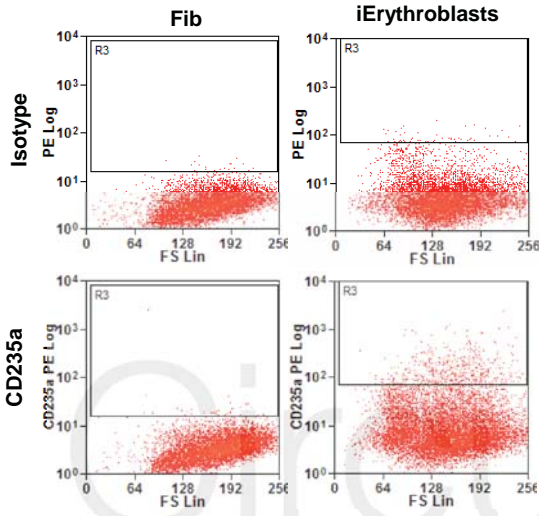 Fib iErythroblasts
Isotype
PE Log
10⁴
10³
10²
10¹
10⁰
R3
0 64 128 192 256
FS Lin
PE Log
10⁴
10³
10²
10¹
10⁰
R3
0 64 128 192 256
FS Lin
CD235a
CD235a PE Log
10⁴
10³
10²
10¹
10⁰
R3
0 64 128 192 256
FS Lin
CD235a PE Log
10⁴
10³
10²
10¹
10⁰
R3
0 64 128 192 256
FS Lin
Circ